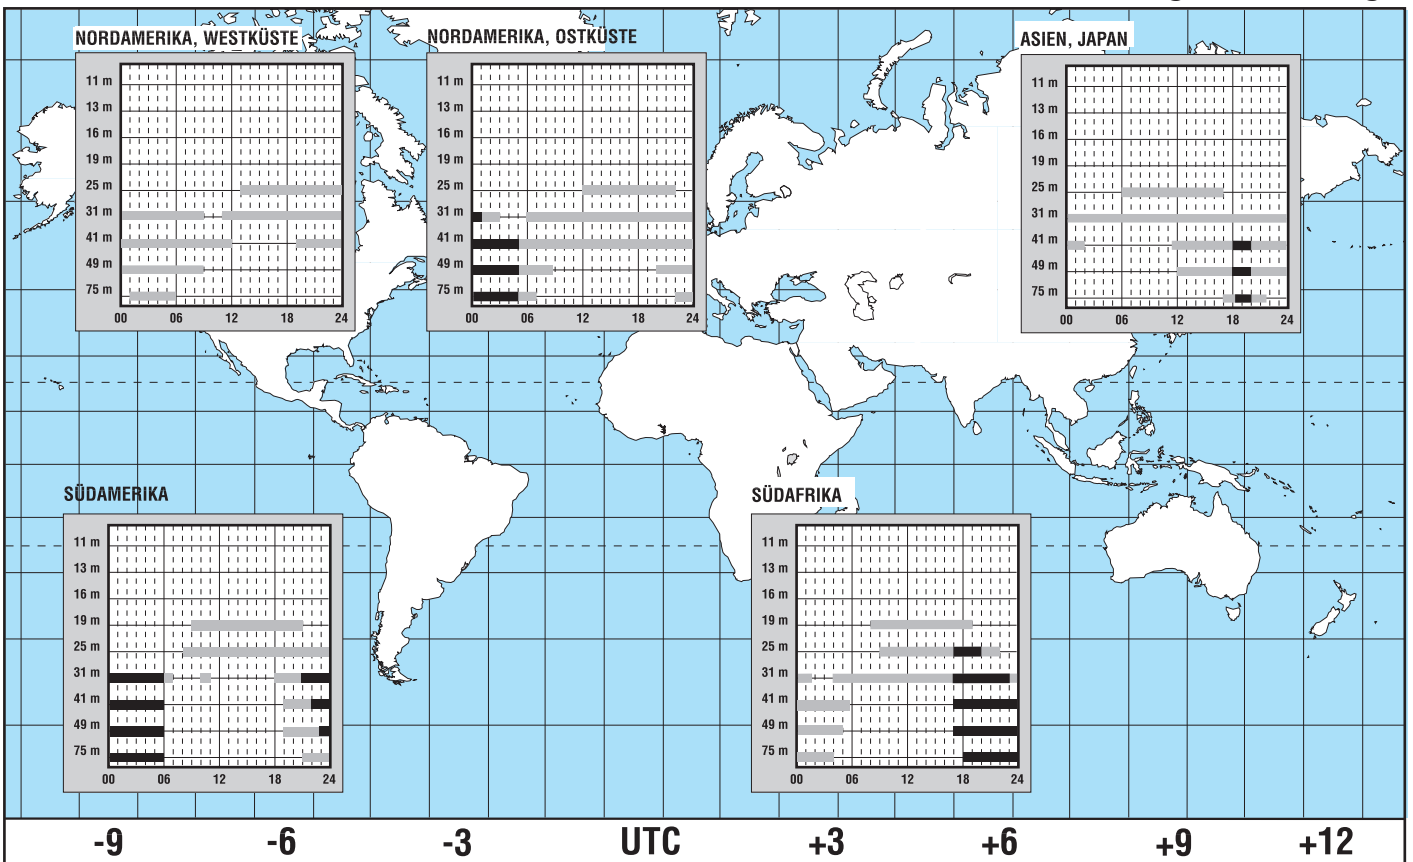 NORDAMERIKA, WESTKÜSTE
11 m
13 m
16 m
19 m
25 m
31 m
41 m
49 m
75 m
00 06 12 18 24
NORDAMERIKA, OSTKÜSTE
11 m
13 m
16 m
19 m
25 m
31 m
41 m
49 m
75 m
00 06 12 18 24
ASIEN, JAPAN
11 m
13 m
16 m
19 m
25 m
31 m
41 m
49 m
75 m
00 06 12 18 24
SÜDAMERIKA
11 m
13 m
16 m
19 m
25 m
31 m
41 m
49 m
75 m
00 06 12 18 24
SÜDAFRIKA
11 m
13 m
16 m
19 m
25 m
31 m
41 m
49 m
75 m
00 06 12 18 24
-9 -6 -3 UTC +3 +6 +9 +12